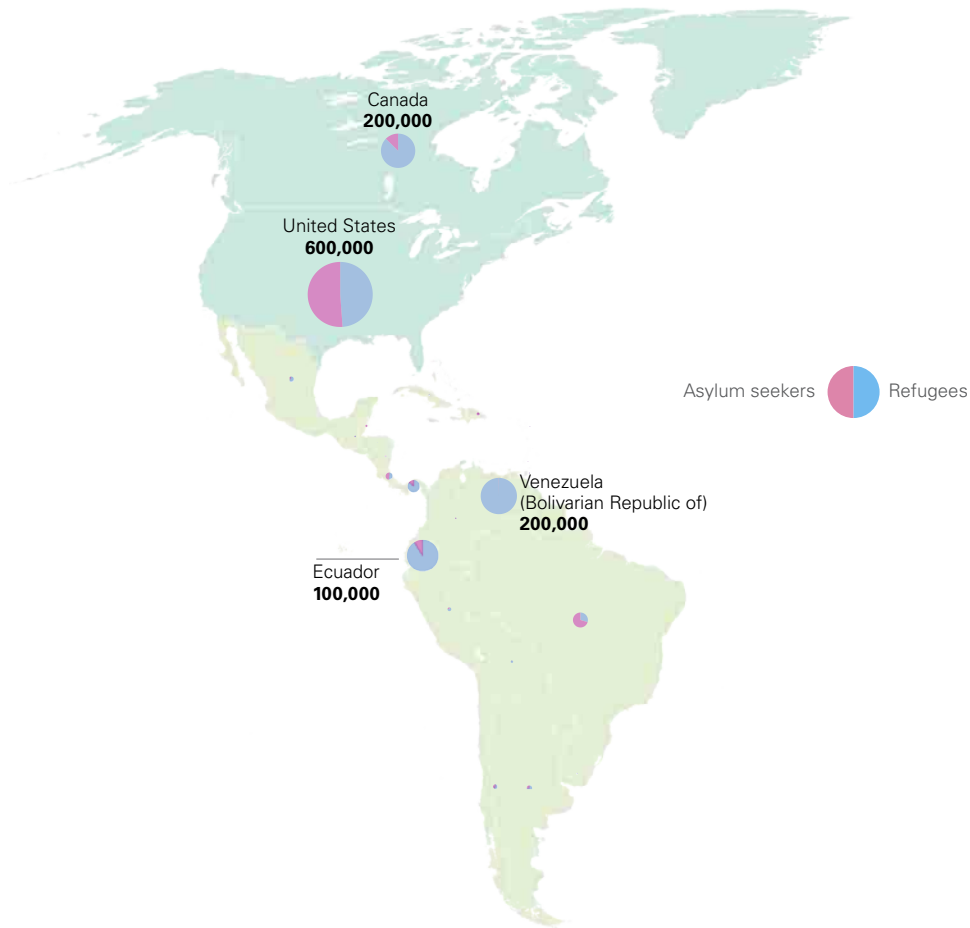 Canada
200,000
United States
600,000
Asylum seekers
Refugees
Venezuela
(Bolivarian Republic of)
200,000
Ecuador
100,000